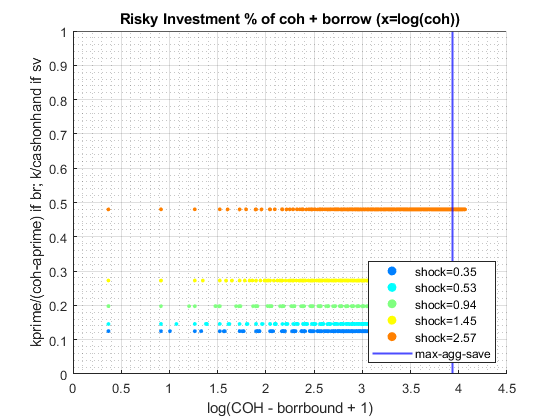 Risky Investment % of coh + borrow (x=log(coh))
kprime/(coh-aprime) if br; k/cashonhand if sv
1
0.9
0.8
0.7
0.6
0.5
0.4
0.3
0.2
0.1
0
shock=0.35
shock=0.53
shock=0.94
shock=1.45
shock=2.57
max-agg-save
0 0.5 1 1.5 2 2.5 3 3.5 4 4.5
log(COH - borrbound + 1)